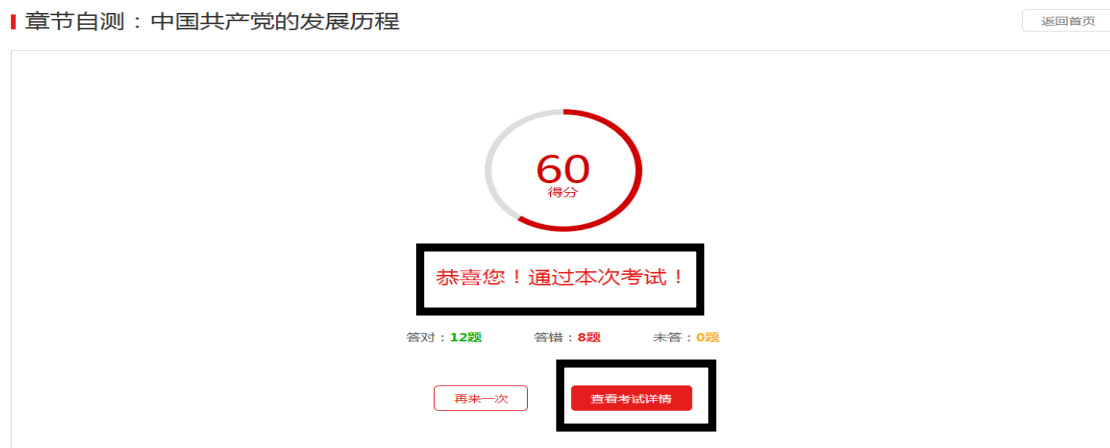 章节自测：中国共产党的发展历程
返回首页
60
得分
恭喜您！通过本次考试！
答对：12题 答错：8题 未答：0题
再来一次 查看考试详情